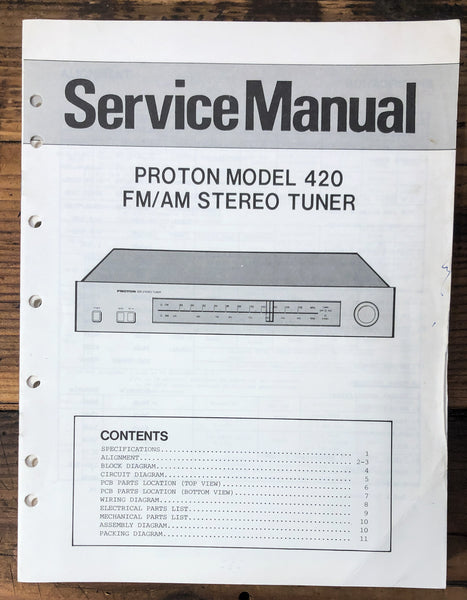 Service Manual
PROTON MODEL 420
FM/AM STEREO TUNER
PROTON
CONTENTS
SPECIFICATIONS.......................................................... 1
ALIGNMENT.............................................................. 2-3
BLOCK DIAGRAM.......................................................... 4
CIRCUIT DIAGRAM........................................................ 5
PCB PARTS LOCATION (TOP VIEW).......................................... 6
PCB PARTS LOCATION (BOTTOM VIEW)....................................... 7
WIRING DIAGRAM......................................................... 8
ELECTRICAL PARTS LIST.................................................. 9
MECHANICAL PARTS LIST.................................................. 10
ASSEMBLY DIAGRAM....................................................... 10
PACKING DIAGRAM........................................................ 11